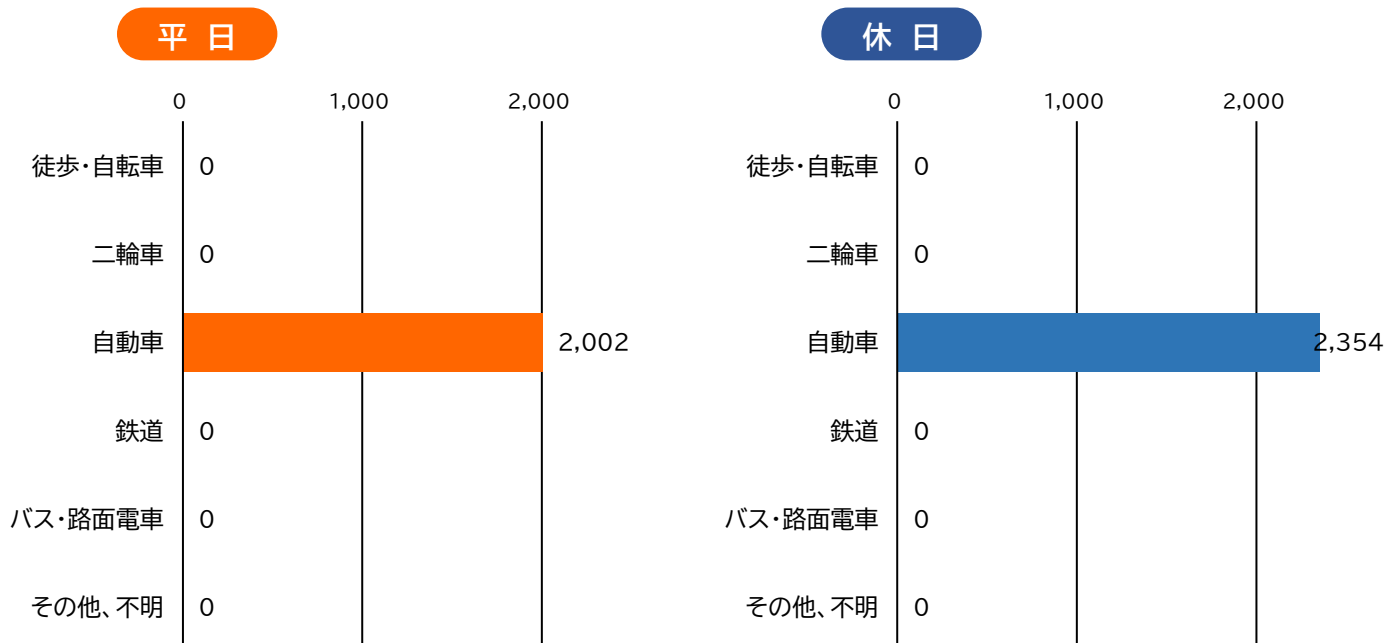 平 日
0 1,000 2,000
徒歩・自転車 0
二輪車 0
自動車 2,002
鉄道 0
バス・路面電車 0
その他、不明 0
休 日
0 1,000 2,000
徒歩・自転車 0
二輪車 0
自動車 2,354
鉄道 0
バス・路面電車 0
その他、不明 0